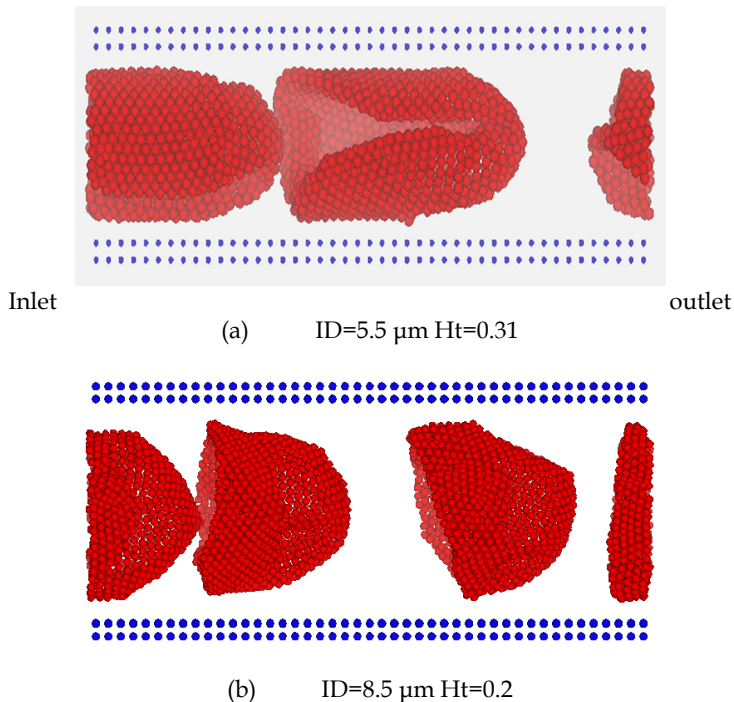 Inlet outlet
(a) ID=5.5 μm Ht=0.31
(b) ID=8.5 μm Ht=0.2